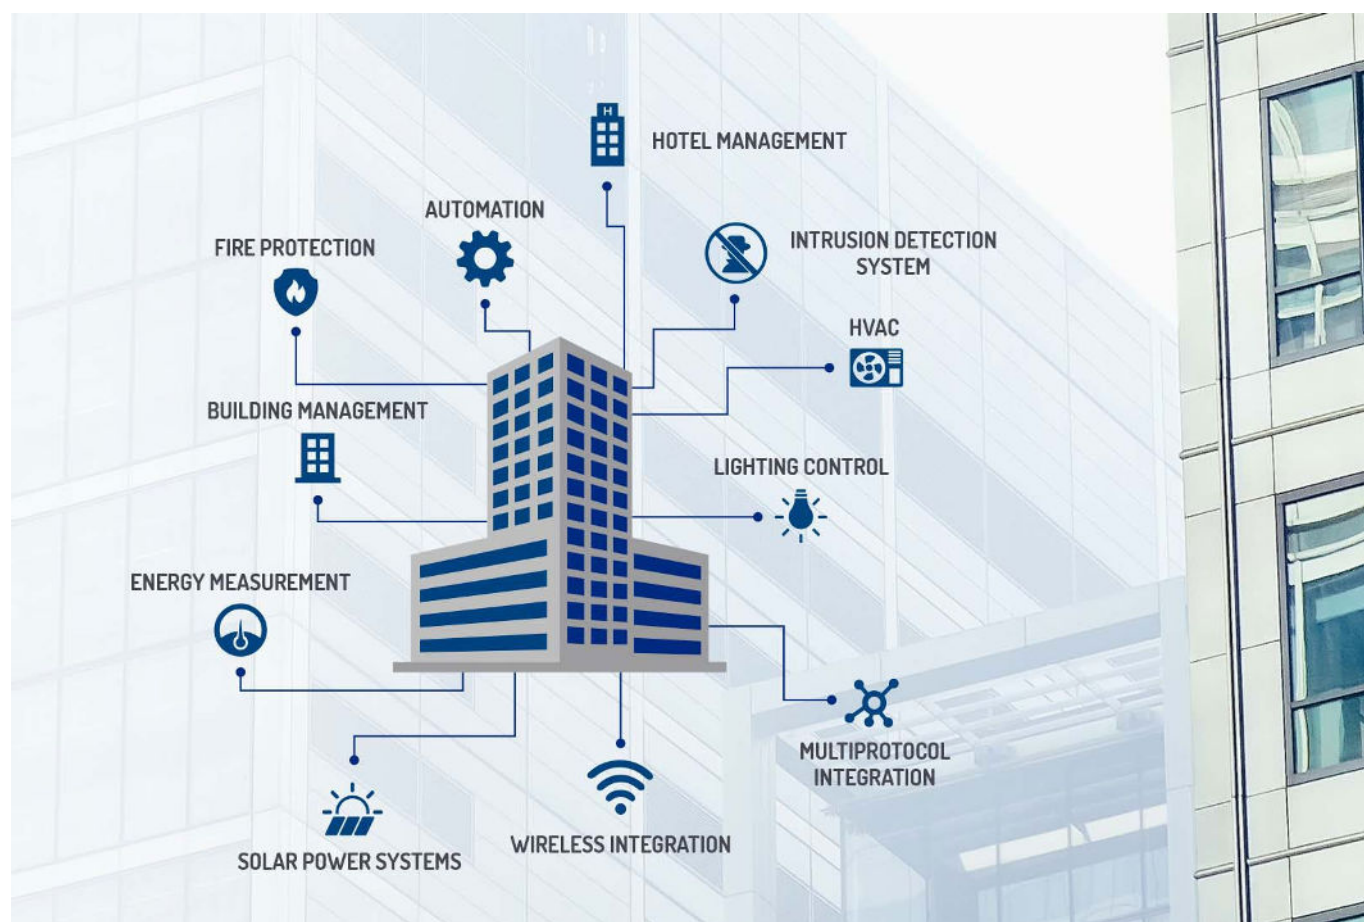 H
HOTEL MANAGEMENT
AUTOMATION
FIRE PROTECTION
INTRUSION DETECTION
SYSTEM
HVAC
BUILDING MANAGEMENT
LIGHTING CONTROL
ENERGY MEASUREMENT
MULTIPROTOCOL
INTEGRATION
WIRELESS INTEGRATION
SOLAR POWER SYSTEMS